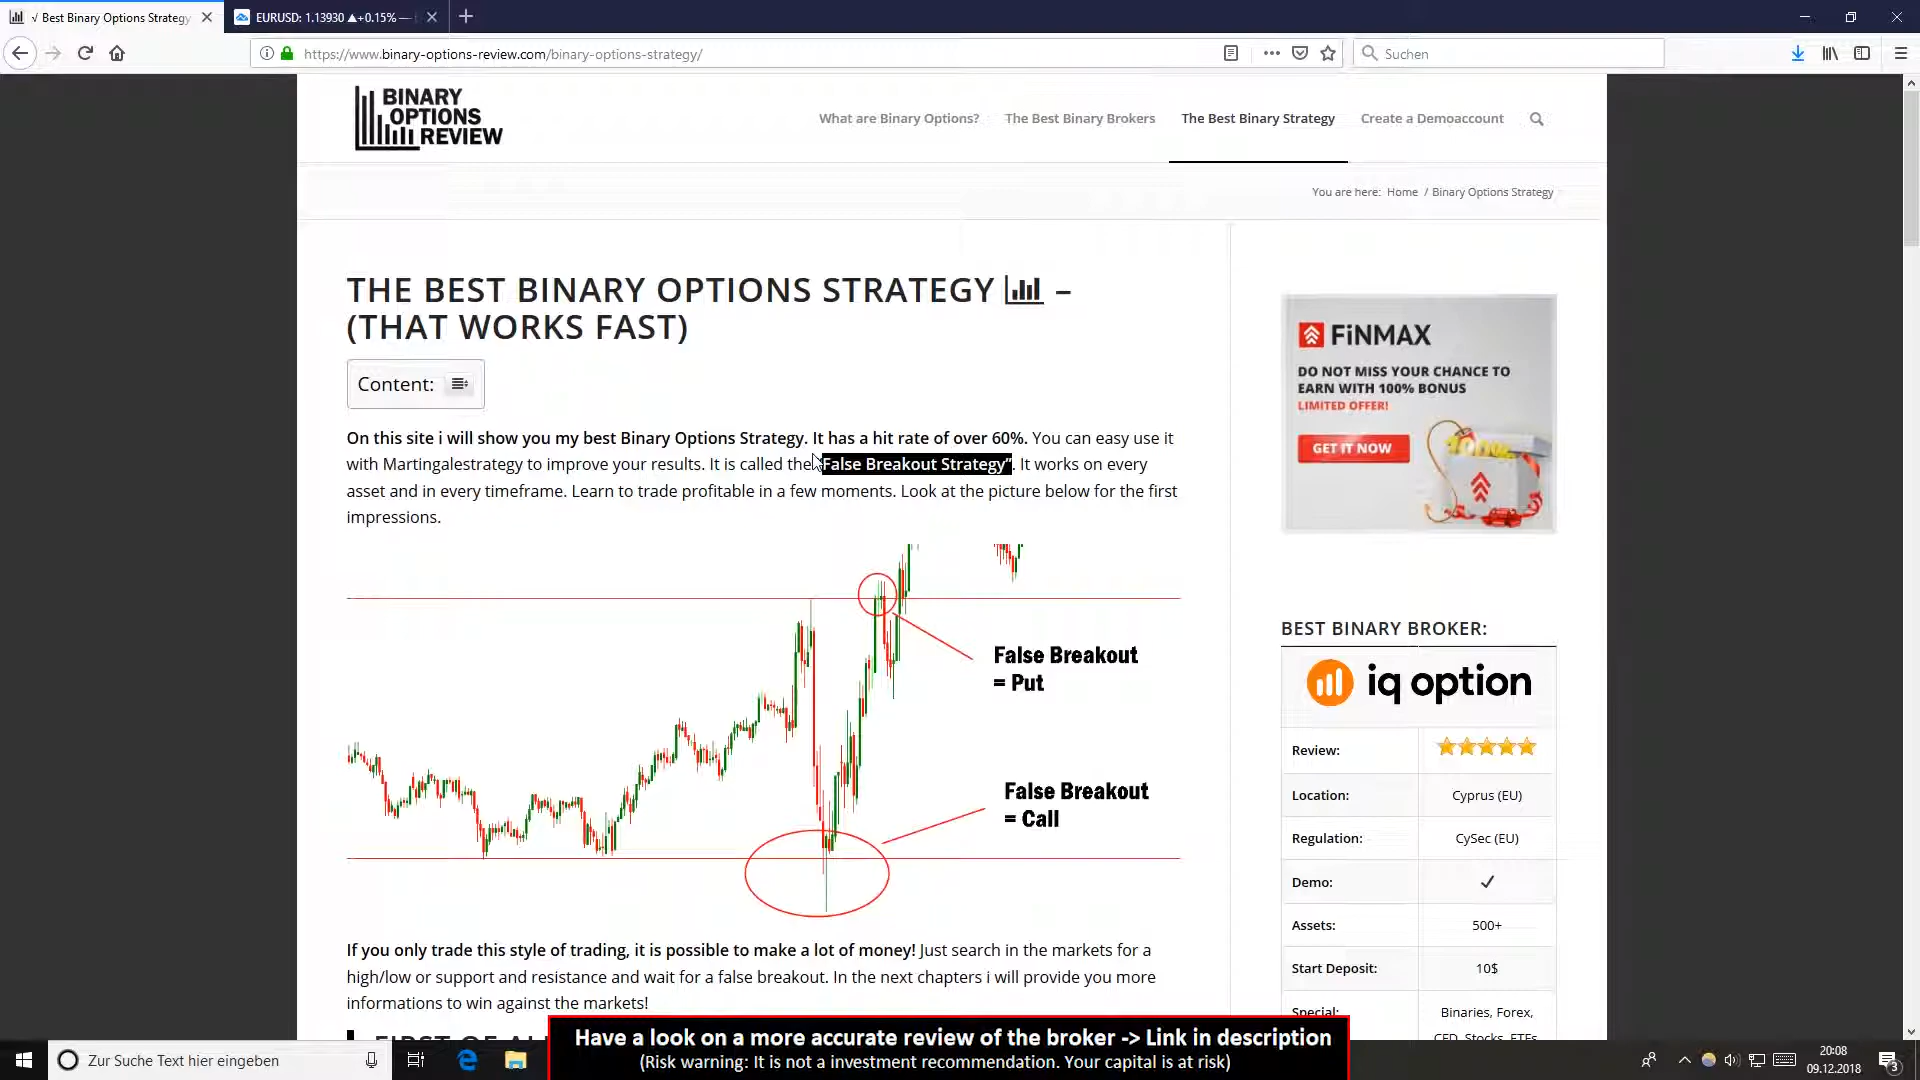 √ Best Binary Options Strategy
EURUSD: 1.13930 ▲+0.15% —
https://www.binary-options-review.com/binary-options-strategy/
Suchen
BINARY
OPTIONS
REVIEW
What are Binary Options?
The Best Binary Brokers
The Best Binary Strategy
Create a Demoaccount
You are here: Home / Binary Options Strategy
THE BEST BINARY OPTIONS STRATEGY –
(THAT WORKS FAST)
Content:
On this site i will show you my best Binary Options Strategy. It has a hit rate of over 60%. You can easy use it
with Martingalestrategy to improve your results. It is called the "False Breakout Strategy". It works on every
asset and in every timeframe. Learn to trade profitable in a few moments. Look at the picture below for the first
impressions.
False Breakout
= Put
False Breakout
= Call
If you only trade this style of trading, it is possible to make a lot of money! Just search in the markets for a
high/low or support and resistance and wait for a false breakout. In the next chapters i will provide you more
informations to win against the markets!
FiNMAX
DO NOT MISS YOUR CHANCE TO
EARN WITH 100% BONUS
LIMITED OFFER!
GET IT NOW
BEST BINARY BROKER:
iq option
Review:
Location: Cyprus (EU)
Regulation: CySec (EU)
Demo: ✓
Assets: 500+
Start Deposit: 10$
Special: Binaries, Forex,
CFD, Stocks, ETFs
Have a look on a more accurate review of the broker -> Link in description
(Risk warning: It is not a investment recommendation. Your capital is at risk)
Zur Suche Text hier eingeben
20:08
09.12.2018
3